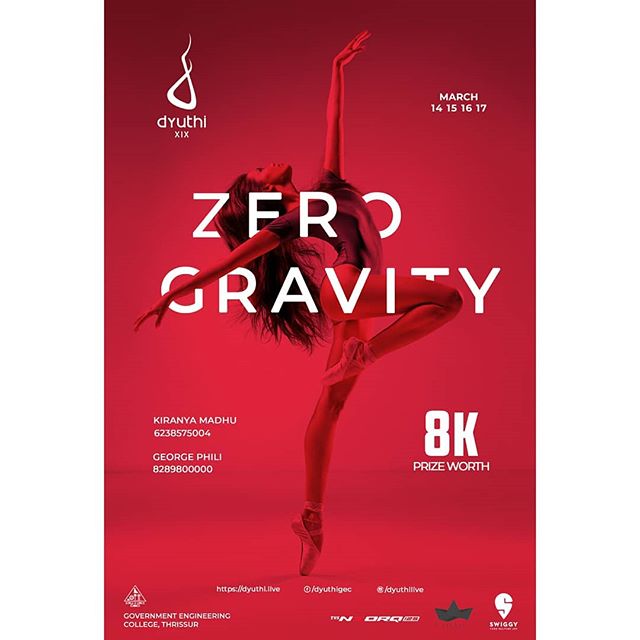 dyuthi
XIX
MARCH
14 15 16 17
ZERO
GRAVITY
KIRANYA MADHU
6238575004
GEORGE PHILI
8289800000
8K
PRIZE WORTH
https://dyuthi.live
/dyuthigec
/dyuthilive
GOVERNMENT ENGINEERING
COLLEGE, THRISSUR
SWIGGY